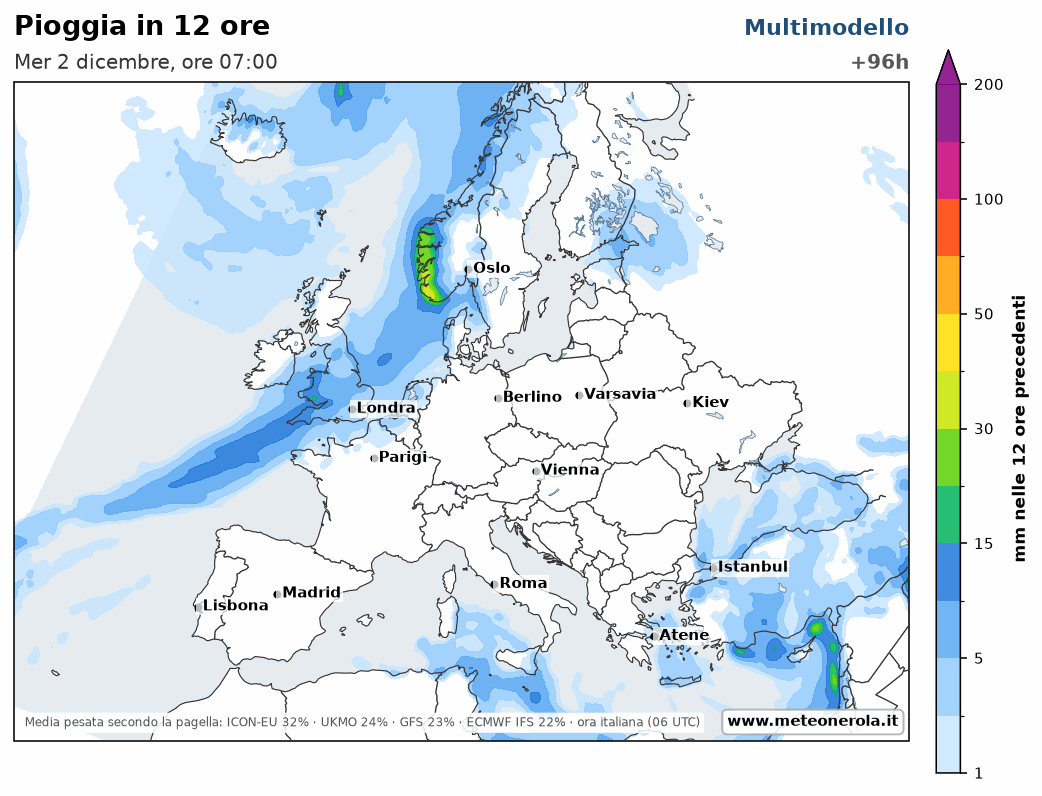 Pioggia in 12 ore
Multimodello
Mer 2 dicembre, ore 07:00
+96h
200
100
50
30
15
5
1
mm nelle 12 ore precedenti
Oslo
Londra
Berlino
Varsavia
Kiev
Parigi
Vienna
Istanbul
Roma
Madrid
Lisbona
Atene
Media pesata secondo la pagella: ICON-EU 32% · UKMO 24% · GFS 23% · ECMWF IFS 22% · ora italiana (06 UTC)
www.meteonerola.it